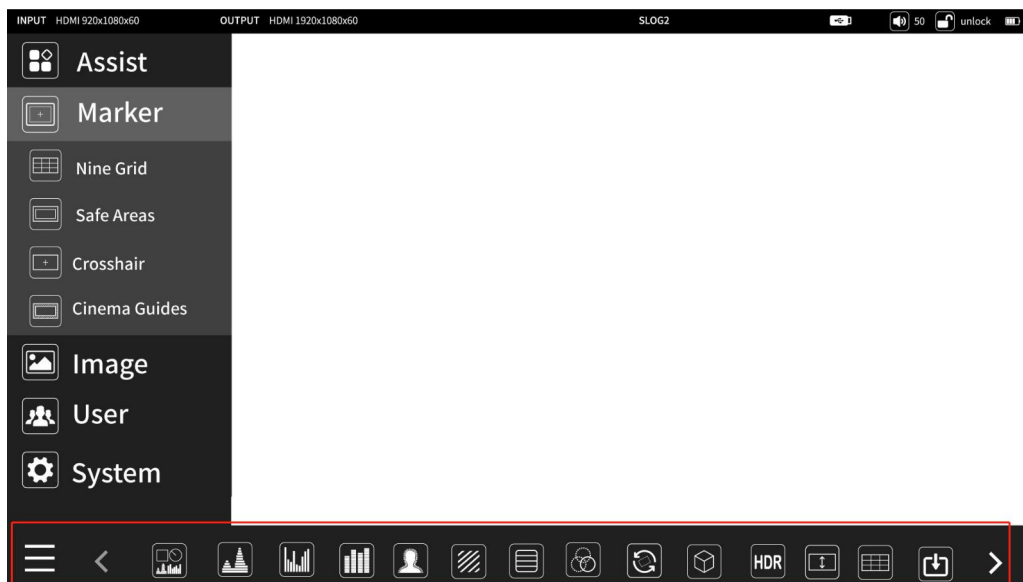 INPUT HDMI 920x1080x60 OUTPUT HDMI 1920x1080x60 SLOG2 50 unlock
Assist
Marker
Nine Grid
Safe Areas
Crosshair
Cinema Guides
Image
User
System
HDR